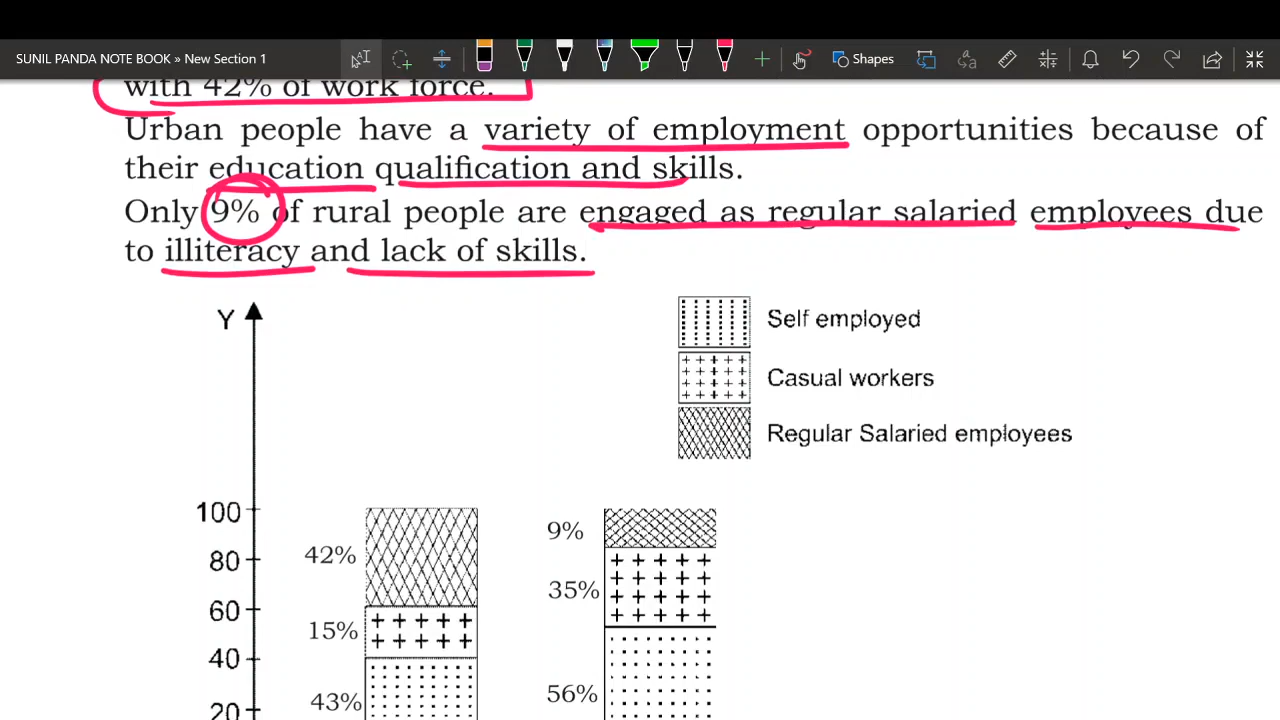 SUNIL PANDA NOTE BOOK » New Section 1
Shapes
with 42% of work force.
Urban people have a variety of employment opportunities because of
their education qualification and skills.
Only 9% of rural people are engaged as regular salaried employees due
to illiteracy and lack of skills.
Y
Self employed
Casual workers
Regular Salaried employees
100
80
60
40
20
42%
15%
43%
9%
35%
56%